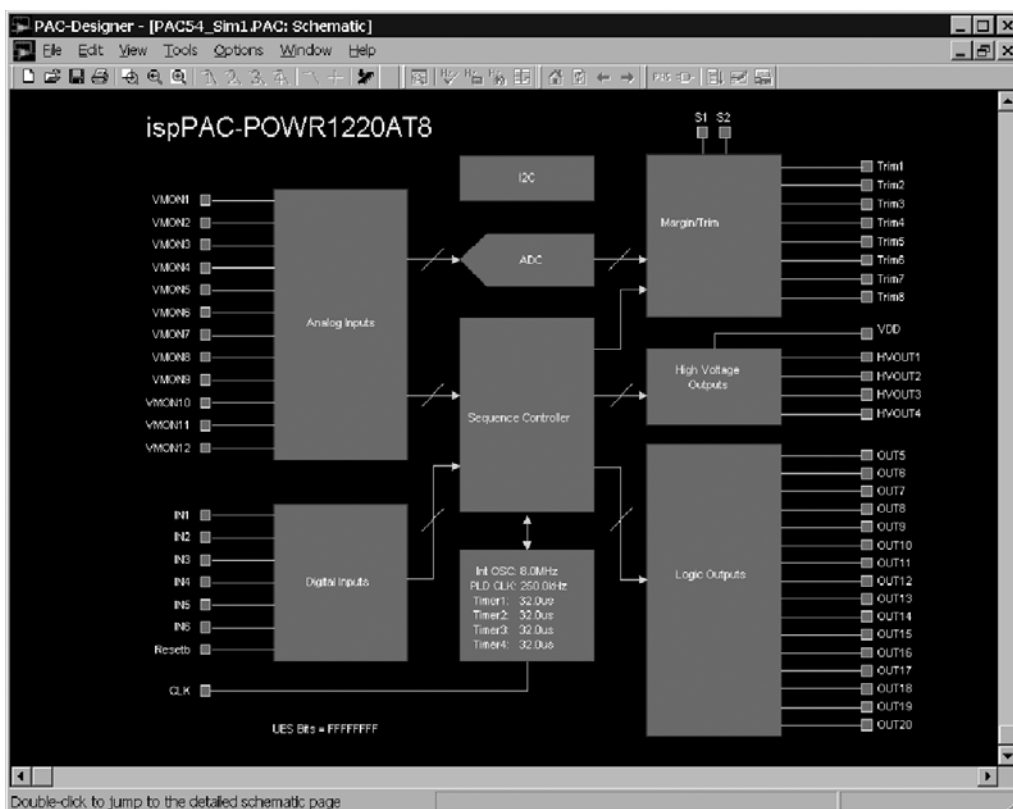 PAC-Designer - [PAC54_Sim1.PAC: Schematic]
File Edit View Tools Options Window Help
ispPAC-POWR1220AT8
S1 S2
I2C
Margin/Trim
Trim1
Trim2
Trim3
Trim4
Trim5
Trim6
Trim7
Trim8
VMON1
VMON2
VMON3
VMON4
VMON5
VMON6
VMON7
VMON8
VMON9
VMON10
VMON11
VMON12
Analog Inputs
ADC
VDD
High Voltage
Outputs
HVOUT1
HVOUT2
HVOUT3
HVOUT4
Sequence Controller
IN1
IN2
IN3
IN4
IN5
IN6
Resetb
CLK
Digital Inputs
Int OSC: 8.0MHz
PLD CLK: 250.0kHz
Timer1: 32.0us
Timer2: 32.0us
Timer3: 32.0us
Timer4: 32.0us
Logic Outputs
OUT5
OUT6
OUT7
OUT8
OUT9
OUT10
OUT11
OUT12
OUT13
OUT14
OUT15
OUT16
OUT17
OUT18
OUT19
OUT20
UES Bits = FFFFFFFF
Double-click to jump to the detailed schematic page